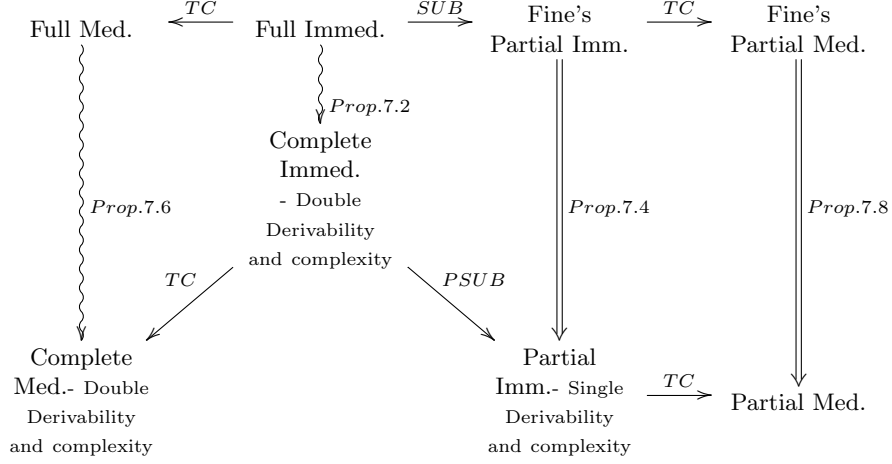 Full Med.
TC
Full Immed.
SUB
Fine's
Partial Imm.
TC
Fine's
Partial Med.
Prop.7.2
Complete
Immed.
- Double
Derivability
and complexity
Prop.7.6
Prop.7.4
Prop.7.8
TC
PSUB
Complete
Med.- Double
Derivability
and complexity
Partial
Imm.- Single
Derivability
and complexity
TC
Partial Med.